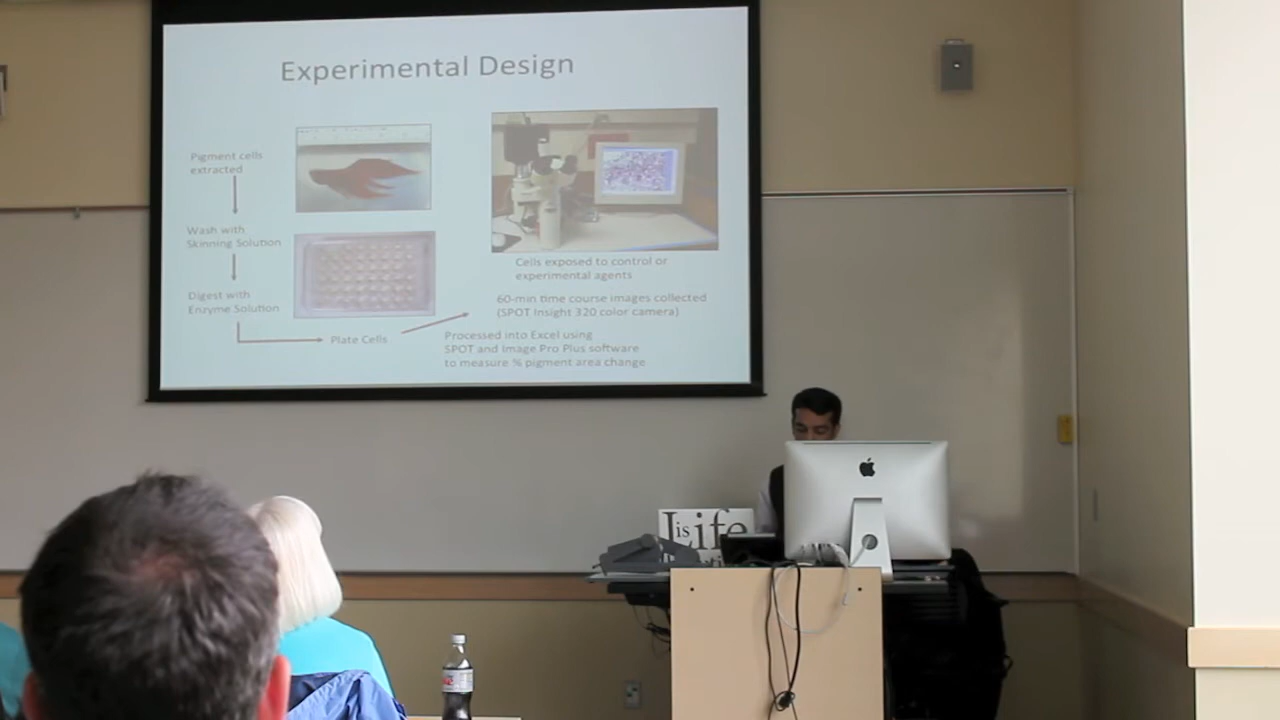 Experimental Design
Pigment cells
extracted
Wash with
Skinning Solution
Digest with
Enzyme Solution
Plate Cells
Cells exposed to control or
experimental agents
60-min time course images collected
(SPOT Insight 320 color camera)
Processed into Excel using
SPOT and Image Pro Plus software
to measure % pigment area change
Life
is